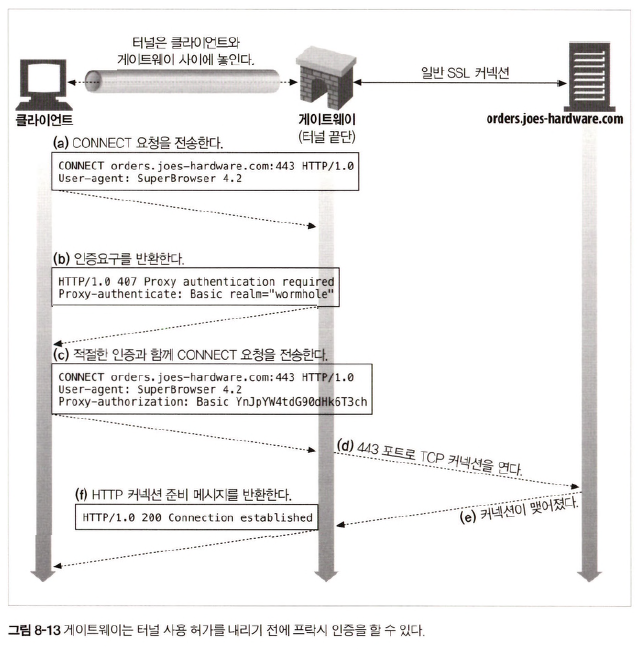 터널은 클라이언트와
게이트웨이 사이에 놓인다.
일반 SSL 커넥션
클라이언트
게이트웨이
(터널 끝단)
orders.joes-hardware.com
(a) CONNECT 요청을 전송한다.
CONNECT orders.joes-hardware.com:443 HTTP/1.0
User-agent: SuperBrowser 4.2
(b) 인증요구를 반환한다.
HTTP/1.0 407 Proxy authentication required
Proxy-authenticate: Basic realm="wormhole"
(c) 적절한 인증과 함께 CONNECT 요청을 전송한다.
CONNECT orders.joes-hardware.com:443 HTTP/1.0
User-agent: SuperBrowser 4.2
Proxy-authorization: Basic YnJpYW4tdG90dHk6T3ch
(d) 443 포트로 TCP 커넥션을 연다.
(e) 커넥션이 맺어졌다.
(f) HTTP 커넥션 준비 메시지를 반환한다.
HTTP/1.0 200 Connection established
그림 8-13 게이트웨이는 터널 사용 허가를 내리기 전에 프락시 인증을 할 수 있다.